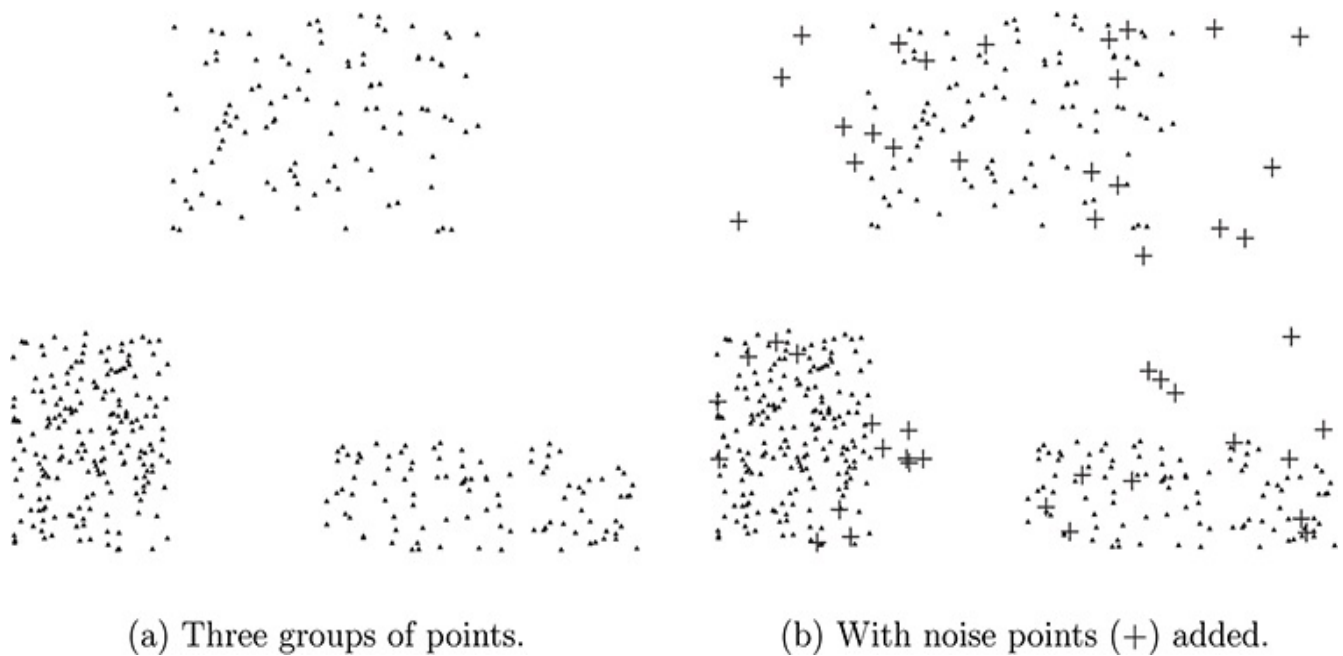 (a) Three groups of points.
(b) With noise points (+) added.